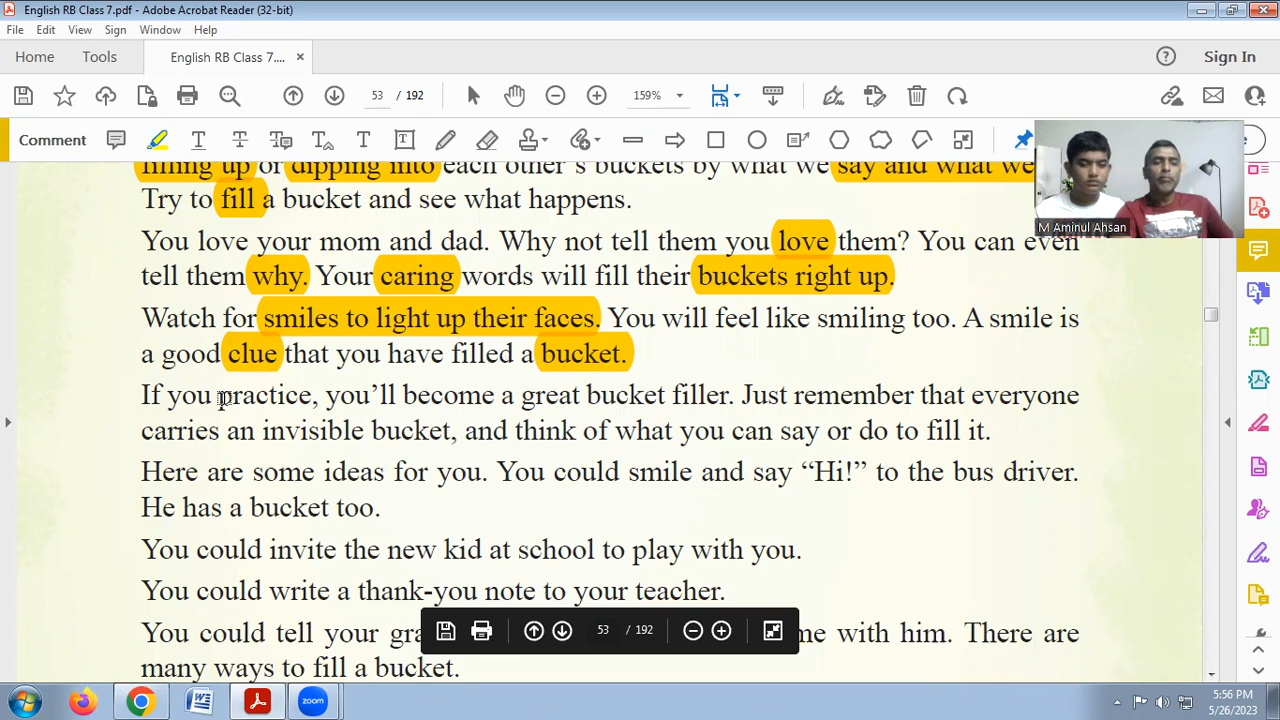 English RB Class 7.pdf - Adobe Acrobat Reader (32-bit)
File Edit View Sign Window Help
Home Tools English RB Class 7.... × Sign In
53 / 192 159%
Comment
M Aminul Ahsan
filling up or dipping into each other's buckets by what we say and what we
Try to fill a bucket and see what happens.
You love your mom and dad. Why not tell them you love them? You can even
tell them why. Your caring words will fill their buckets right up.
Watch for smiles to light up their faces. You will feel like smiling too. A smile is
a good clue that you have filled a bucket.
If you practice, you'll become a great bucket filler. Just remember that everyone
carries an invisible bucket, and think of what you can say or do to fill it.
Here are some ideas for you. You could smile and say “Hi!” to the bus driver.
He has a bucket too.
You could invite the new kid at school to play with you.
You could write a thank-you note to your teacher.
You could tell your me with him. There are
many ways to fill a bucket.
53 / 192
zoom
5:56 PM
5/26/2023